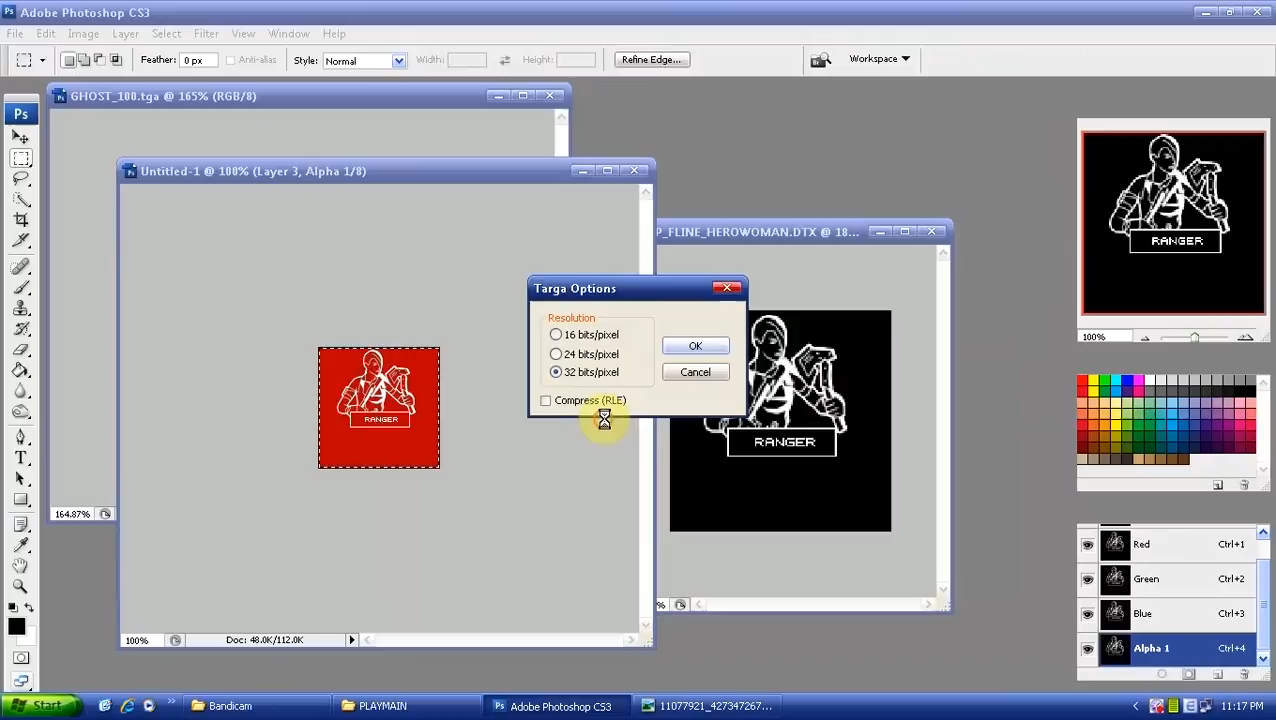 Adobe Photoshop CS3
File Edit Image Layer Select Filter View Window Help
Feather: 0 px Anti-alias Style: Normal Width: Height: Refine Edge... Workspace
Ps
GHOST_100.tga @ 165% (RGB/8)
Untitled-1 @ 100% (Layer 3, Alpha 1/8)
P_FLINE_HEROWOMAN.DTX @ 18...
Targa Options
Resolution
16 bits/pixel
24 bits/pixel
32 bits/pixel
Compress (RLE)
OK
Cancel
RANGER
RANGER
RANGER
100%
164.87%
100% Doc: 48.0K/112.0K
%
Red Ctrl+1
Green Ctrl+2
Blue Ctrl+3
Alpha 1 Ctrl+4
Start Bandicam PLAYMAIN Adobe Photoshop CS3 11077921_427347267... 11:17 PM